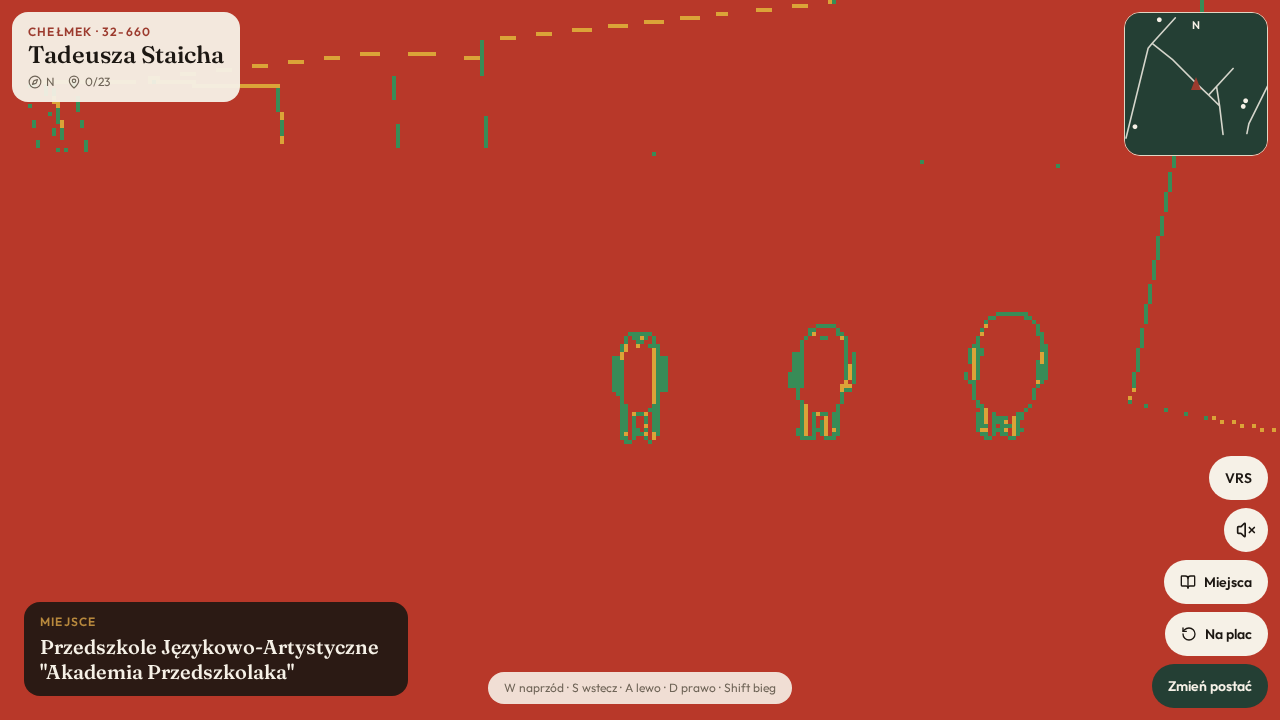 CHEŁMEK · 32-660
Tadeusza Staicha
N
0/23
N
VRS
Miejsca
Na plac
Zmień postać
MIEJSCE
Przedszkole Językowo-Artystyczne
"Akademia Przedszkolaka"
W naprzód · S wstecz · A lewo · D prawo · Shift bieg